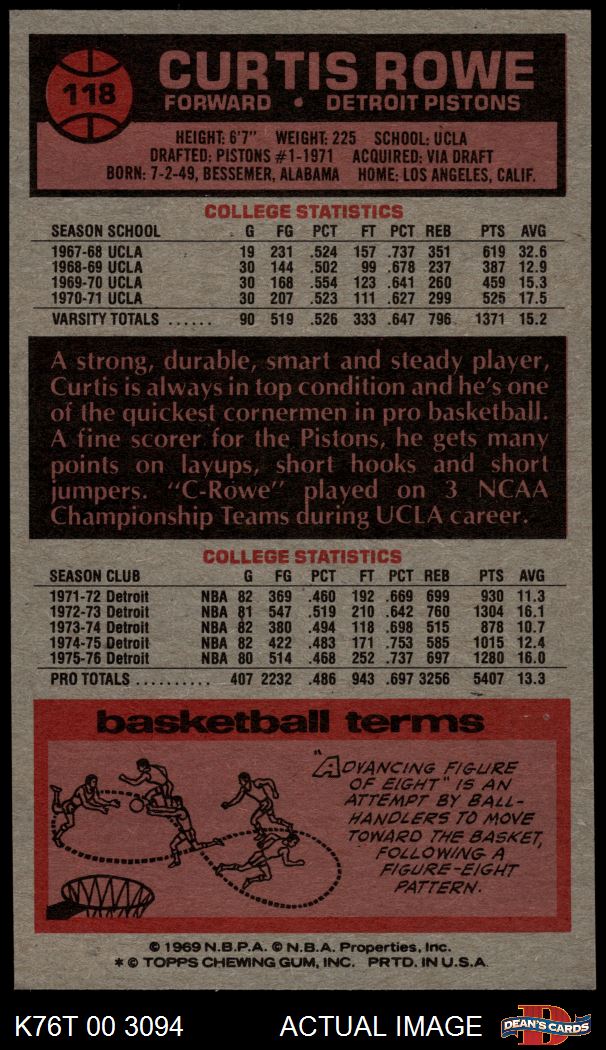 118
CURTIS ROWE
FORWARD • DETROIT PISTONS
HEIGHT: 6'7" WEIGHT: 225 SCHOOL: UCLA
DRAFTED: PISTONS #1-1971 ACQUIRED: VIA DRAFT
BORN: 7-2-49, BESSEMER, ALABAMA HOME: LOS ANGELES, CALIF.
COLLEGE STATISTICS
SEASON SCHOOL G FG PCT FT PCT REB PTS AVG
1967-68 UCLA 19 231 .524 157 .737 351 619 32.6
1968-69 UCLA 30 144 .502 99 .678 237 387 12.9
1969-70 UCLA 30 168 .554 123 .641 260 459 15.3
1970-71 UCLA 30 207 .523 111 .627 299 525 17.5
VARSITY TOTALS ...... 90 519 .526 333 .647 796 1371 15.2
A strong, durable, smart and steady player,
Curtis is always in top condition and he's one
of the quickest cornermen in pro basketball.
A fine scorer for the Pistons, he gets many
points on layups, short hooks and short
jumpers. "C-Rowe" played on 3 NCAA
Championship Teams during UCLA career.
COLLEGE STATISTICS
SEASON CLUB G FG PCT FT PCT REB PTS AVG
1971-72 Detroit NBA 82 369 .460 192 .669 699 930 11.3
1972-73 Detroit NBA 81 547 .519 210 .642 760 1304 16.1
1973-74 Detroit NBA 82 380 .494 118 .698 515 878 10.7
1974-75 Detroit NBA 82 422 .483 171 .753 585 1015 12.4
1975-76 Detroit NBA 80 514 .468 252 .737 697 1280 16.0
PRO TOTALS .......... 407 2232 .486 943 .697 3256 5407 13.3
basketball terms
"ADVANCING FIGURE
OF EIGHT" IS AN
ATTEMPT BY BALL-
HANDLERS TO MOVE
TOWARD THE BASKET,
FOLLOWING A
FIGURE-EIGHT
PATTERN.
© 1969 N.B.P.A. © N.B.A. Properties, Inc.
* © TOPPS CHEWING GUM, INC. PRTD. IN U.S.A.
K76T 00 3094 ACTUAL IMAGE
D
DEAN'S CARDS